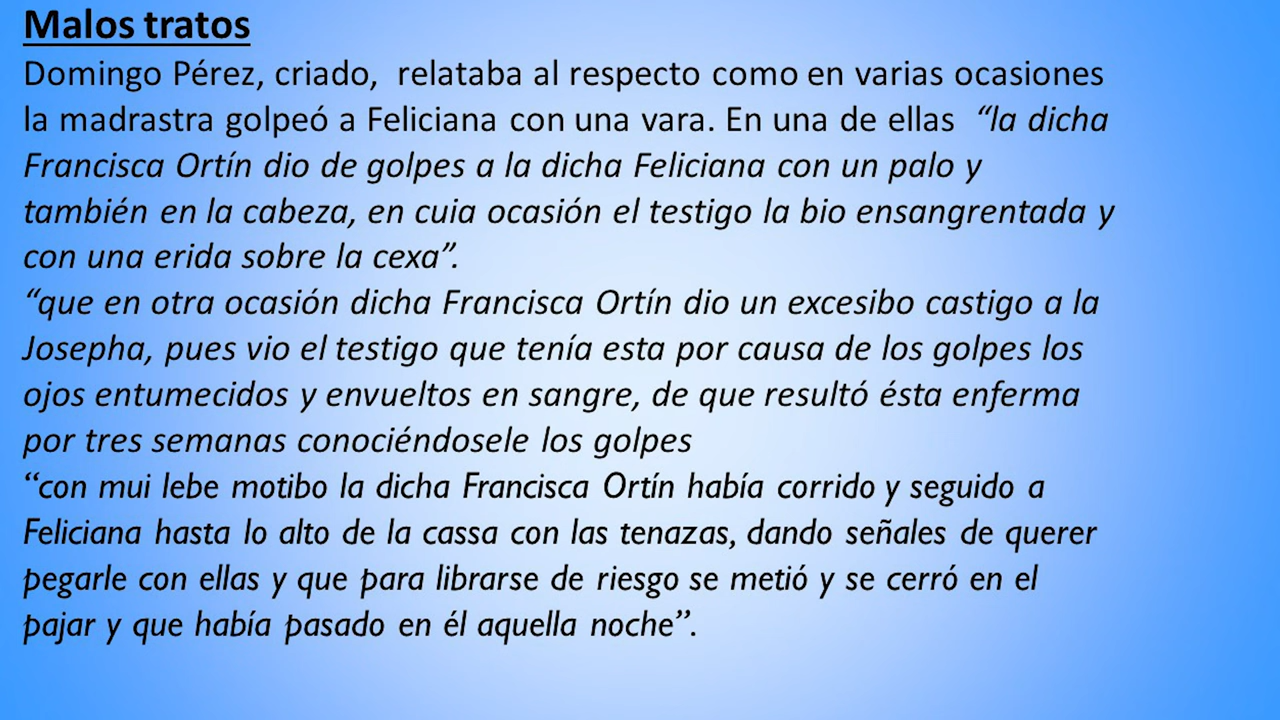 Malos tratos
Domingo Pérez, criado,  relataba al respecto como en varias ocasiones
la madrastra golpeó a Feliciana con una vara. En una de ellas  “la dicha
Francisca Ortín dio de golpes a la dicha Feliciana con un palo y
también en la cabeza, en cuia ocasión el testigo la bio ensangrentada y
con una erida sobre la cexa”.
“que en otra ocasión dicha Francisca Ortín dio un excesibo castigo a la
Josepha, pues vio el testigo que tenía esta por causa de los golpes los
ojos entumecidos y envueltos en sangre, de que resultó ésta enferma
por tres semanas conociéndosele los golpes
“con mui lebe motibo la dicha Francisca Ortín había corrido y seguido a
Feliciana hasta lo alto de la cassa con las tenazas, dando señales de querer
pegarle con ellas y que para librarse de riesgo se metió y se cerró en el
pajar y que había pasado en él aquella noche”.